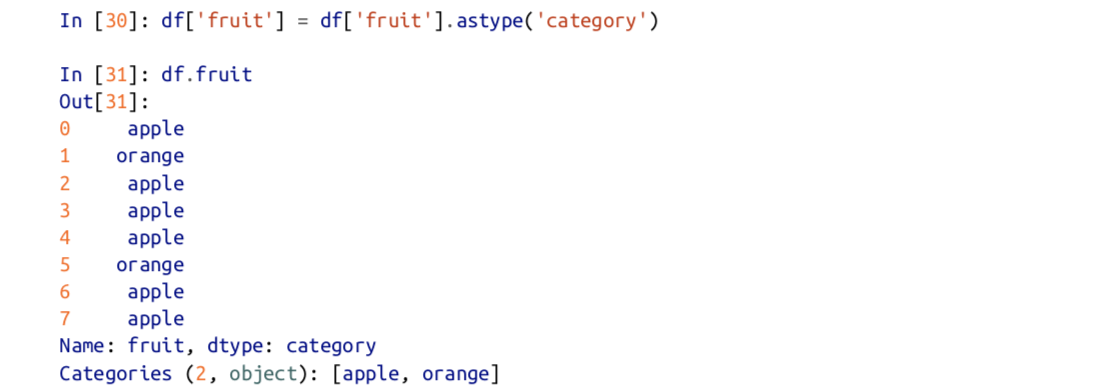 In [30]: df['fruit'] = df['fruit'].astype('category')
In [31]: df.fruit
Out[31]:
0     apple
1    orange
2     apple
3     apple
4     apple
5    orange
6     apple
7     apple
Name: fruit, dtype: category
Categories (2, object): [apple, orange]